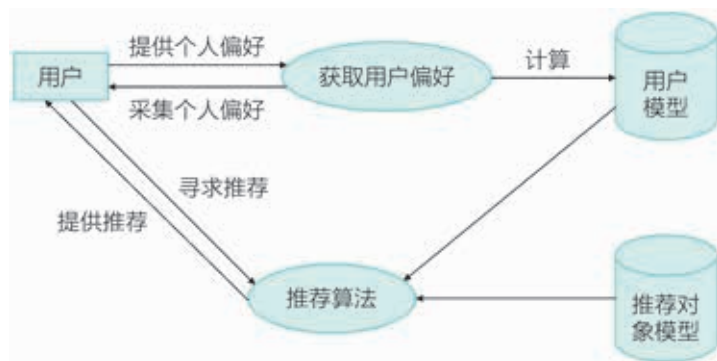 提供个人偏好
用户
获取用户偏好
计算
用户
模型
采集个人偏好
寻求推荐
提供推荐
推荐算法
推荐对
象模型